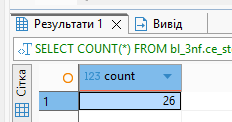 Результати 1
Вивід
SELECT COUNT(*) FROM bl_3nf.ce_st
Сітка
123 count
1
26